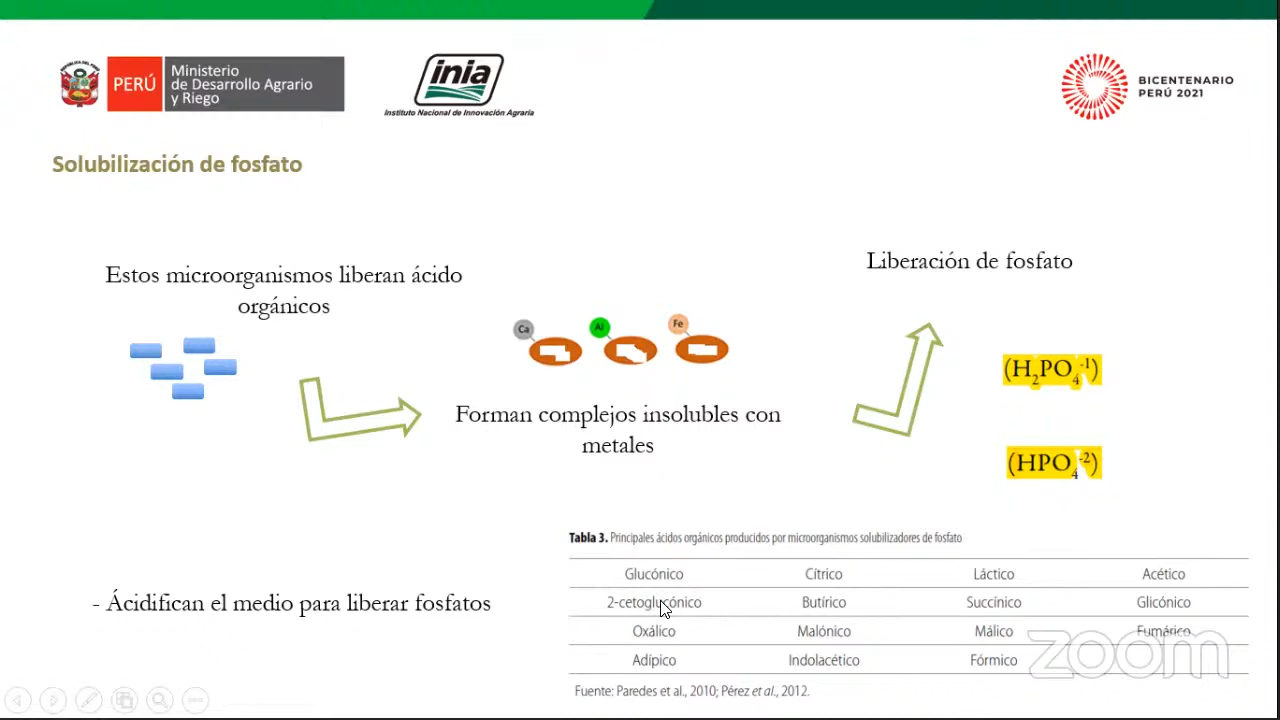 PERÚ
Ministerio
de Desarrollo Agrario
y Riego
inia
Instituto Nacional de Innovación Agraria
BICENTENARIO
PERÚ 2021
Solubilización de fosfato
Estos microorganismos liberan ácido
orgánicos
Ca
Al
Fe
Forman complejos insolubles con
metales
Liberación de fosfato
(H2PO4-1)
(HPO4-2)
- Ácidifican el medio para liberar fosfatos
Tabla 3. Principales ácidos orgánicos producidos por microorganismos solubilizadores de fosfato
Glucónico Cítrico Láctico Acético
2-cetoglucónico Butírico Succínico Glicónico
Oxálico Malónico Málico Fumárico
Adípico Indolacético Fórmico
Fuente: Paredes et al., 2010; Pérez et al., 2012.
zoom